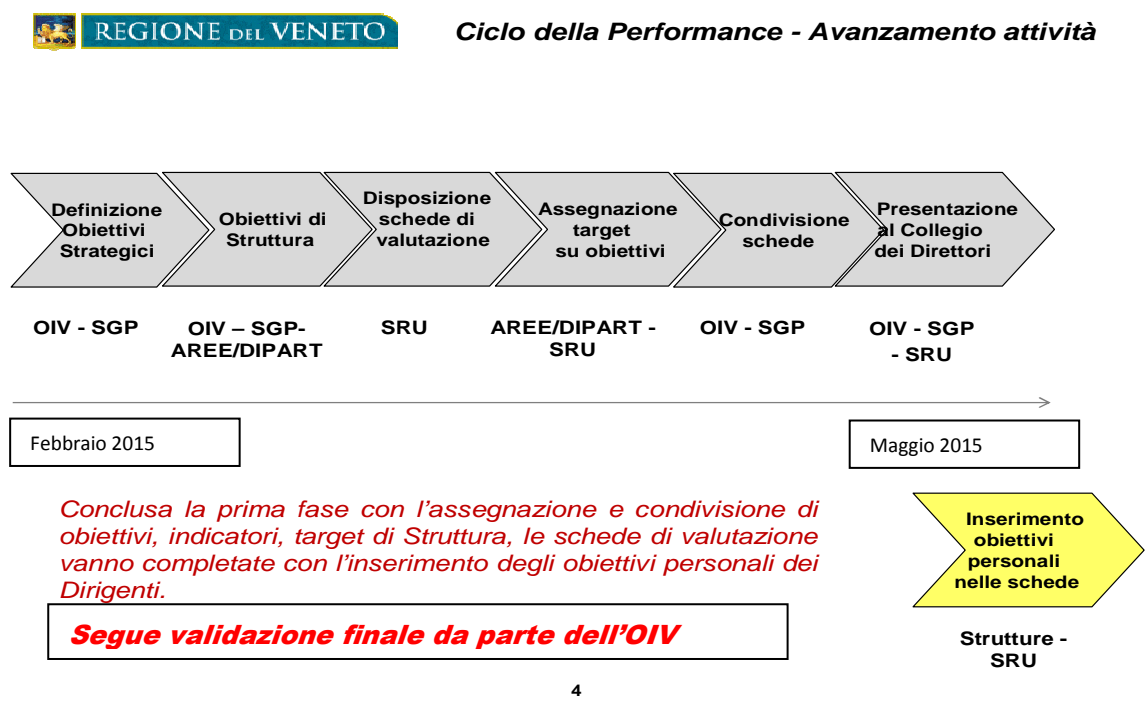 REGIONE DEL VENETO
Ciclo della Performance - Avanzamento attività
Definizione
Obiettivi
Strategici
Obiettivi di
Struttura
Disposizione
schede di
valutazione
Assegnazione
target
su obiettivi
Condivisione
schede
Presentazione
al Collegio
dei Direttori
OIV - SGP
OIV – SGP-
AREE/DIPART
SRU
AREE/DIPART -
SRU
OIV - SGP
OIV - SGP
- SRU
Febbraio 2015
Maggio 2015
Conclusa la prima fase con l’assegnazione e condivisione di
obiettivi, indicatori, target di Struttura, le schede di valutazione
vanno completate con l’inserimento degli obiettivi personali dei
Dirigenti.
Segue validazione finale da parte dell’OIV
Inserimento
obiettivi
personali
nelle schede
Strutture -
SRU
4